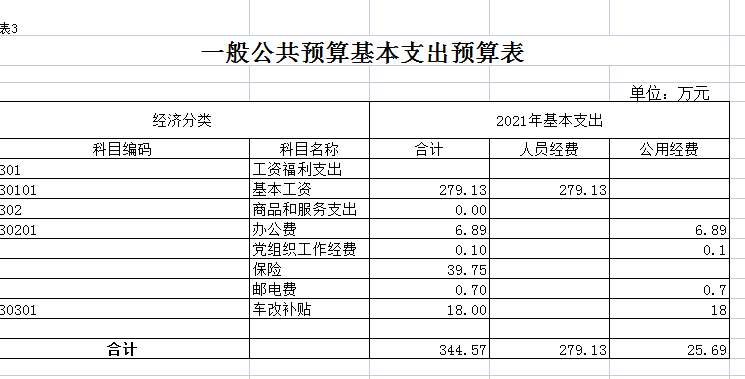 表3
一般公共预算基本支出预算表
单位：万元
经济分类 2021年基本支出
科目编码 科目名称 合计 人员经费 公用经费
301 工资福利支出
30101 基本工资 279.13 279.13
302 商品和服务支出 0.00
30201 办公费 6.89 6.89
党组织工作经费 0.10 0.1
保险 39.75
邮电费 0.70 0.7
30301 车改补贴 18.00 18
合计 344.57 279.13 25.69